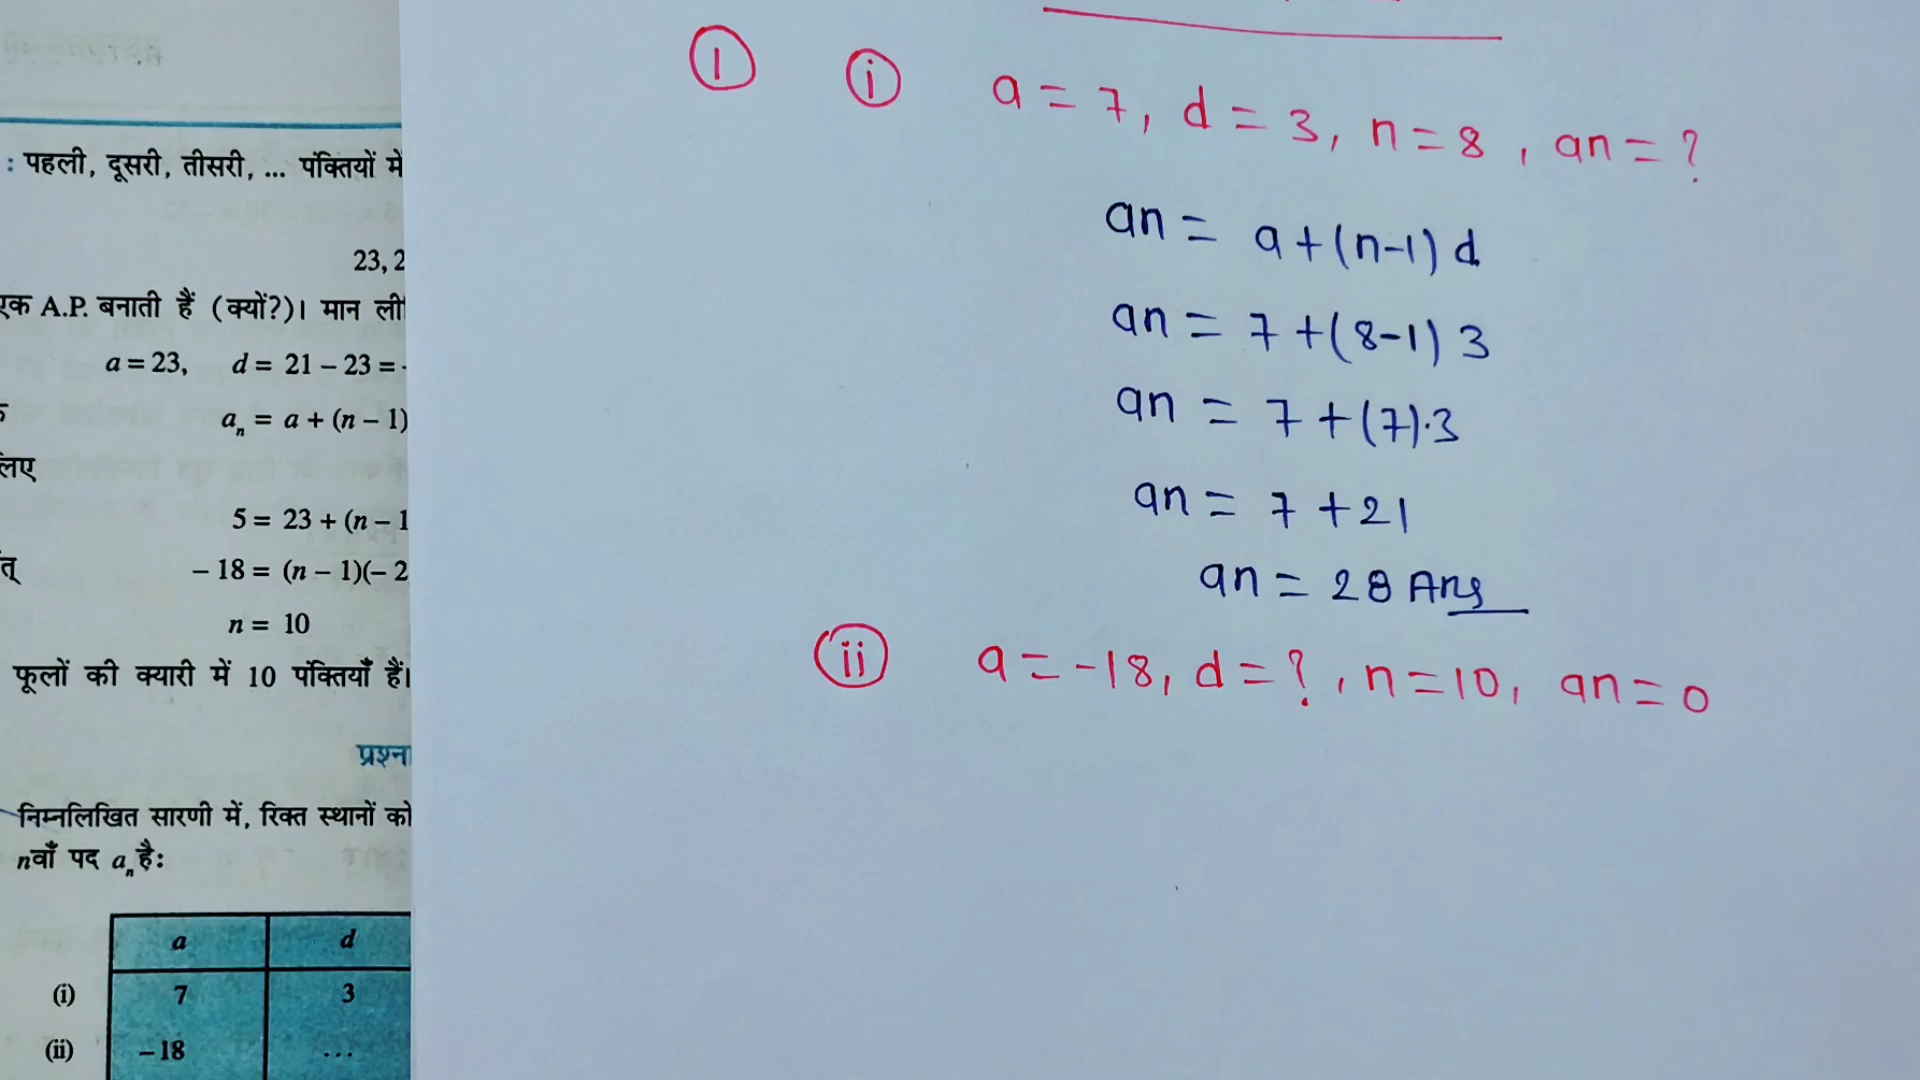 : पहली, दूसरी, तीसरी, ... पंक्तियों में
23, 2
एक A.P. बनाती हैं (क्यों?)। मान ली
a = 23, d = 21 – 23 = -
aₙ = a + (n – 1)
5 = 23 + (n – 1
– 18 = (n – 1)(– 2
n = 10
फूलों की क्यारी में 10 पंक्तियाँ हैं।
निम्नलिखित सारणी में, रिक्त स्थानों को
nवाँ पद aₙ है:
a d
(i) 7 3
(ii) – 18 ...
1 i a = 7, d = 3, n = 8, an = ?
an = a + (n-1) d
an = 7 + (8-1) 3
an = 7 + (7).3
an = 7 + 21
an = 28 Ans
ii a = -18, d = ?, n = 10, an = 0